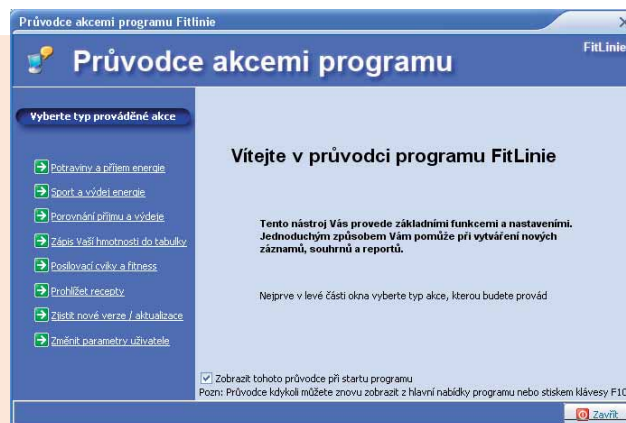 Průvodce akcemi programu Fitlinie
Průvodce akcemi programu
FitLinie
Vyberte typ prováděné akce
Potraviny a příjem energie
Sport a výdej energie
Porovnání příjmu a výdeje
Zápis Vaší hmotnosti do tabulky
Posilovací cviky a fitness
Prohlížet recepty
Zjistit nové verze / aktualizace
Změnit parametry uživatele
Vítejte v průvodci programu FitLinie
Tento nástroj Vás provede základními funkcemi a nastaveními.
Jednoduchým způsobem Vám pomůže při vytváření nových
záznamů, souhrnů a reportů.
Nejprve v levé části okna vyberte typ akce, kterou budete provád
Zobrazit tohoto průvodce při startu programu
Pozn: Průvodce kdykoli můžete znovu zobrazit z hlavní nabídky programu nebo stiskem klávesy F10
Zavřít